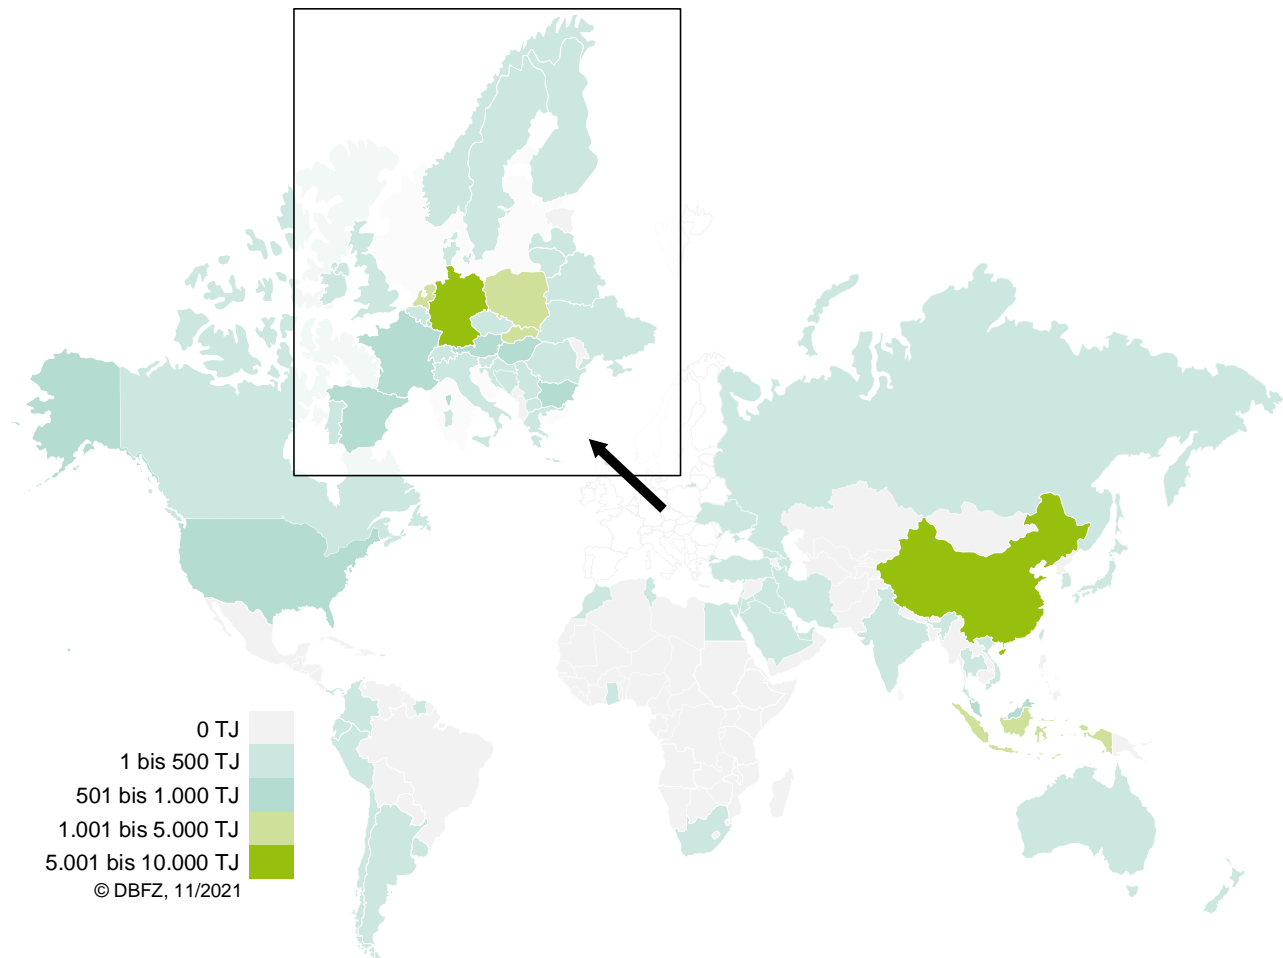 0 TJ
1 bis 500 TJ
501 bis 1.000 TJ
1.001 bis 5.000 TJ
5.001 bis 10.000 TJ
© DBFZ, 11/2021